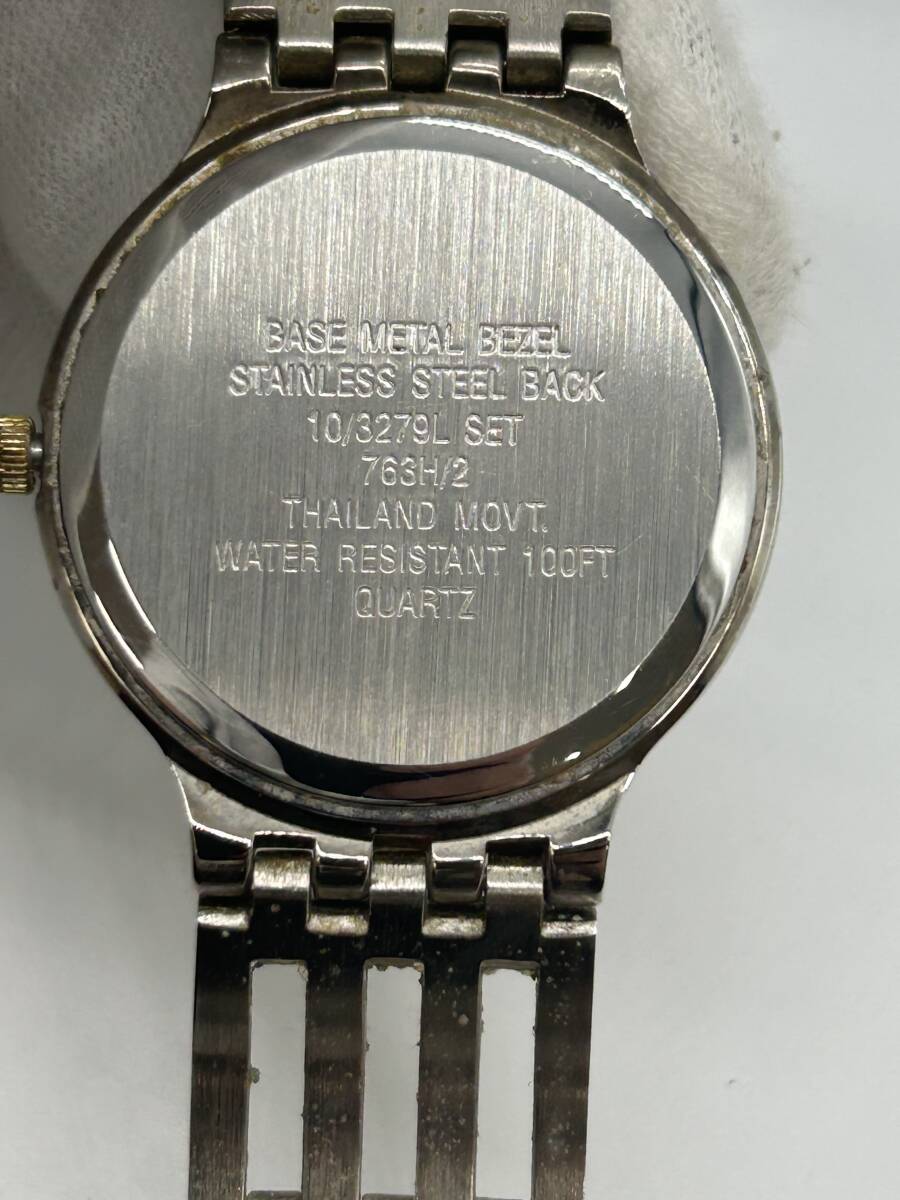 BASE METAL BEZEL
STAINLESS STEEL BACK
10/3279L SET
763H/2
THAILAND MOVT.
WATER RESISTANT 100FT
QUARTZ